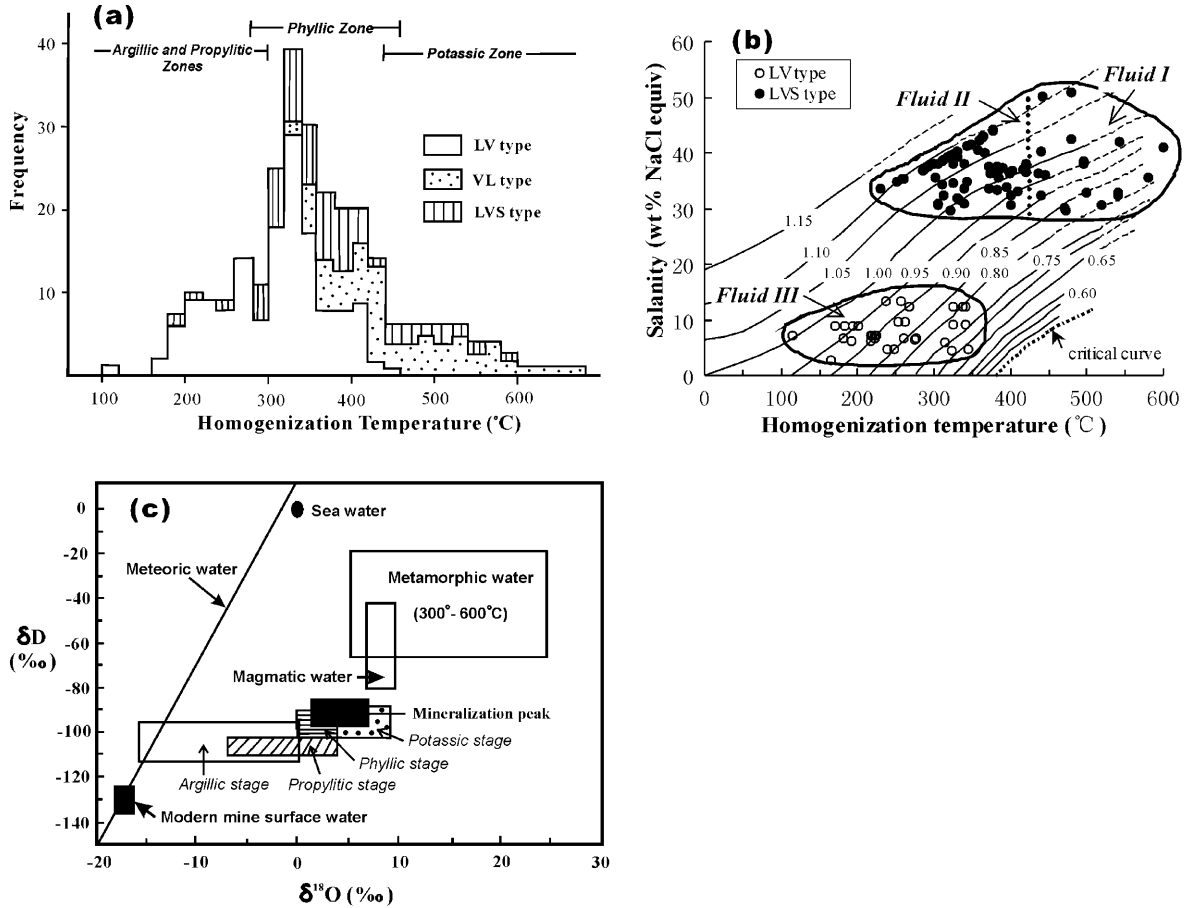 (a)
Phyllic Zone
Argillic and Propylitic
Zones
Potassic Zone
40
30
20
10
Frequency
LV type
VL type
LVS type
100
200
300
400
500
600
Homogenization Temperature (°C)
(b)
LV type
LVS type
Fluid II
Fluid I
Fluid III
60
50
40
30
20
10
0
Salanity (wt% NaCl equiv)
1.15
1.10
1.05
1.00
0.95
0.90
0.85
0.80
0.75
0.65
0.60
critical curve
0
100
200
300
400
500
600
Homogenization temperature (℃)
(c)
0
-20
-40
-60
-80
-100
-120
-140
δD
(‰)
Sea water
Meteoric water
Metamorphic water
(300°- 600°C)
Magmatic water
Mineralization peak
Potassic stage
Phyllic stage
Argillic stage
Propylitic stage
Modern mine surface water
-20
-10
0
10
20
30
δ¹⁸O (‰)